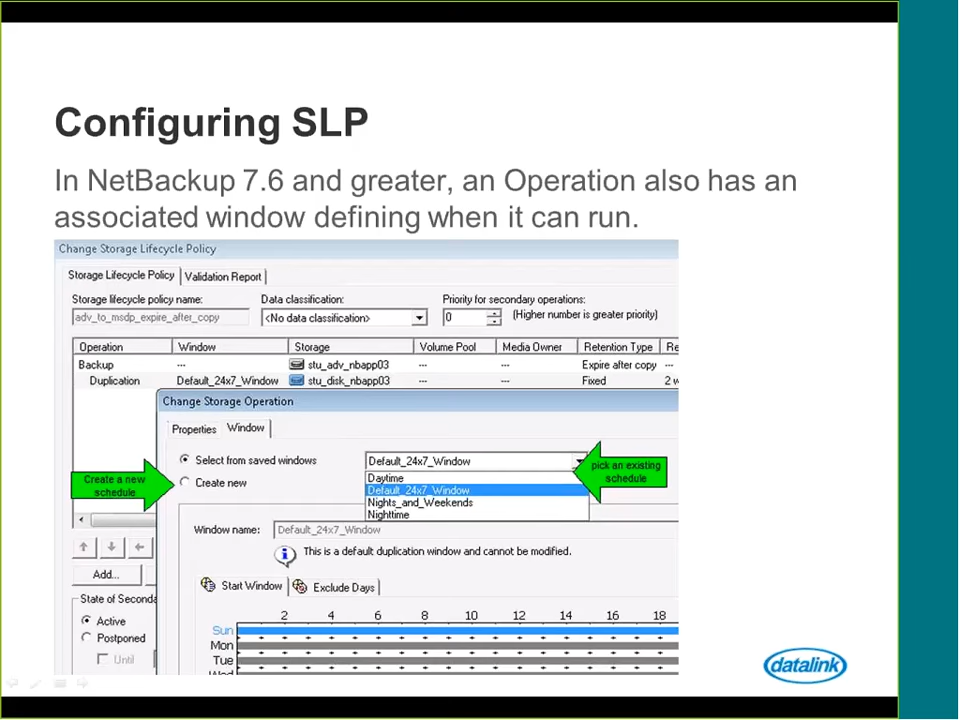 Configuring SLP
In NetBackup 7.6 and greater, an Operation also has an
associated window defining when it can run.
Change Storage Lifecycle Policy
Storage Lifecycle Policy Validation Report
Storage lifecycle policy name: Data classification: Priority for secondary operations:
adv_to_msdp_expire_after_copy <No data classification> 0 (Higher number is greater priority)
Operation Window Storage Volume Pool Media Owner Retention Type Re
Backup --- stu_adv_nbapp03 --- --- Expire after copy ---
Duplication Default_24x7_Window stu_disk_nbapp03 --- --- Fixed 2 w
Change Storage Operation
Properties Window
Select from saved windows Default_24x7_Window
pick an existing
schedule
Create a new
schedule
Create new
Daytime
Default_24x7_Window
Nights_and_Weekends
Nighttime
Window name: Default_24x7_Window
This is a default duplication window and cannot be modified.
Add...
Start Window Exclude Days
State of Seconda
Active
Postponed
Until
2 4 6 8 10 12 14 16 18
Sun
Mon
Tue
datalink